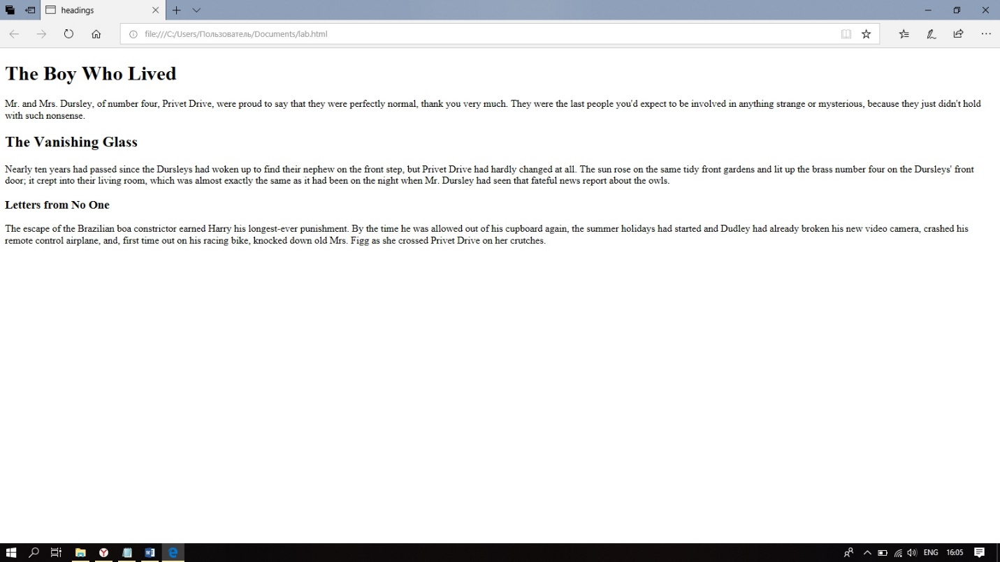 headings
file:///C:/Users/Пользователь/Documents/lab.html
The Boy Who Lived
Mr. and Mrs. Dursley, of number four, Privet Drive, were proud to say that they were perfectly normal, thank you very much. They were the last people you'd expect to be involved in anything strange or mysterious, because they just didn't hold
with such nonsense.
The Vanishing Glass
Nearly ten years had passed since the Dursleys had woken up to find their nephew on the front step, but Privet Drive had hardly changed at all. The sun rose on the same tidy front gardens and lit up the brass number four on the Dursleys' front
door; it crept into their living room, which was almost exactly the same as it had been on the night when Mr. Dursley had seen that fateful news report about the owls.
Letters from No One
The escape of the Brazilian boa constrictor earned Harry his longest-ever punishment. By the time he was allowed out of his cupboard again, the summer holidays had started and Dudley had already broken his new video camera, crashed his
remote control airplane, and, first time out on his racing bike, knocked down old Mrs. Figg as she crossed Privet Drive on her crutches.
ENG 16:05